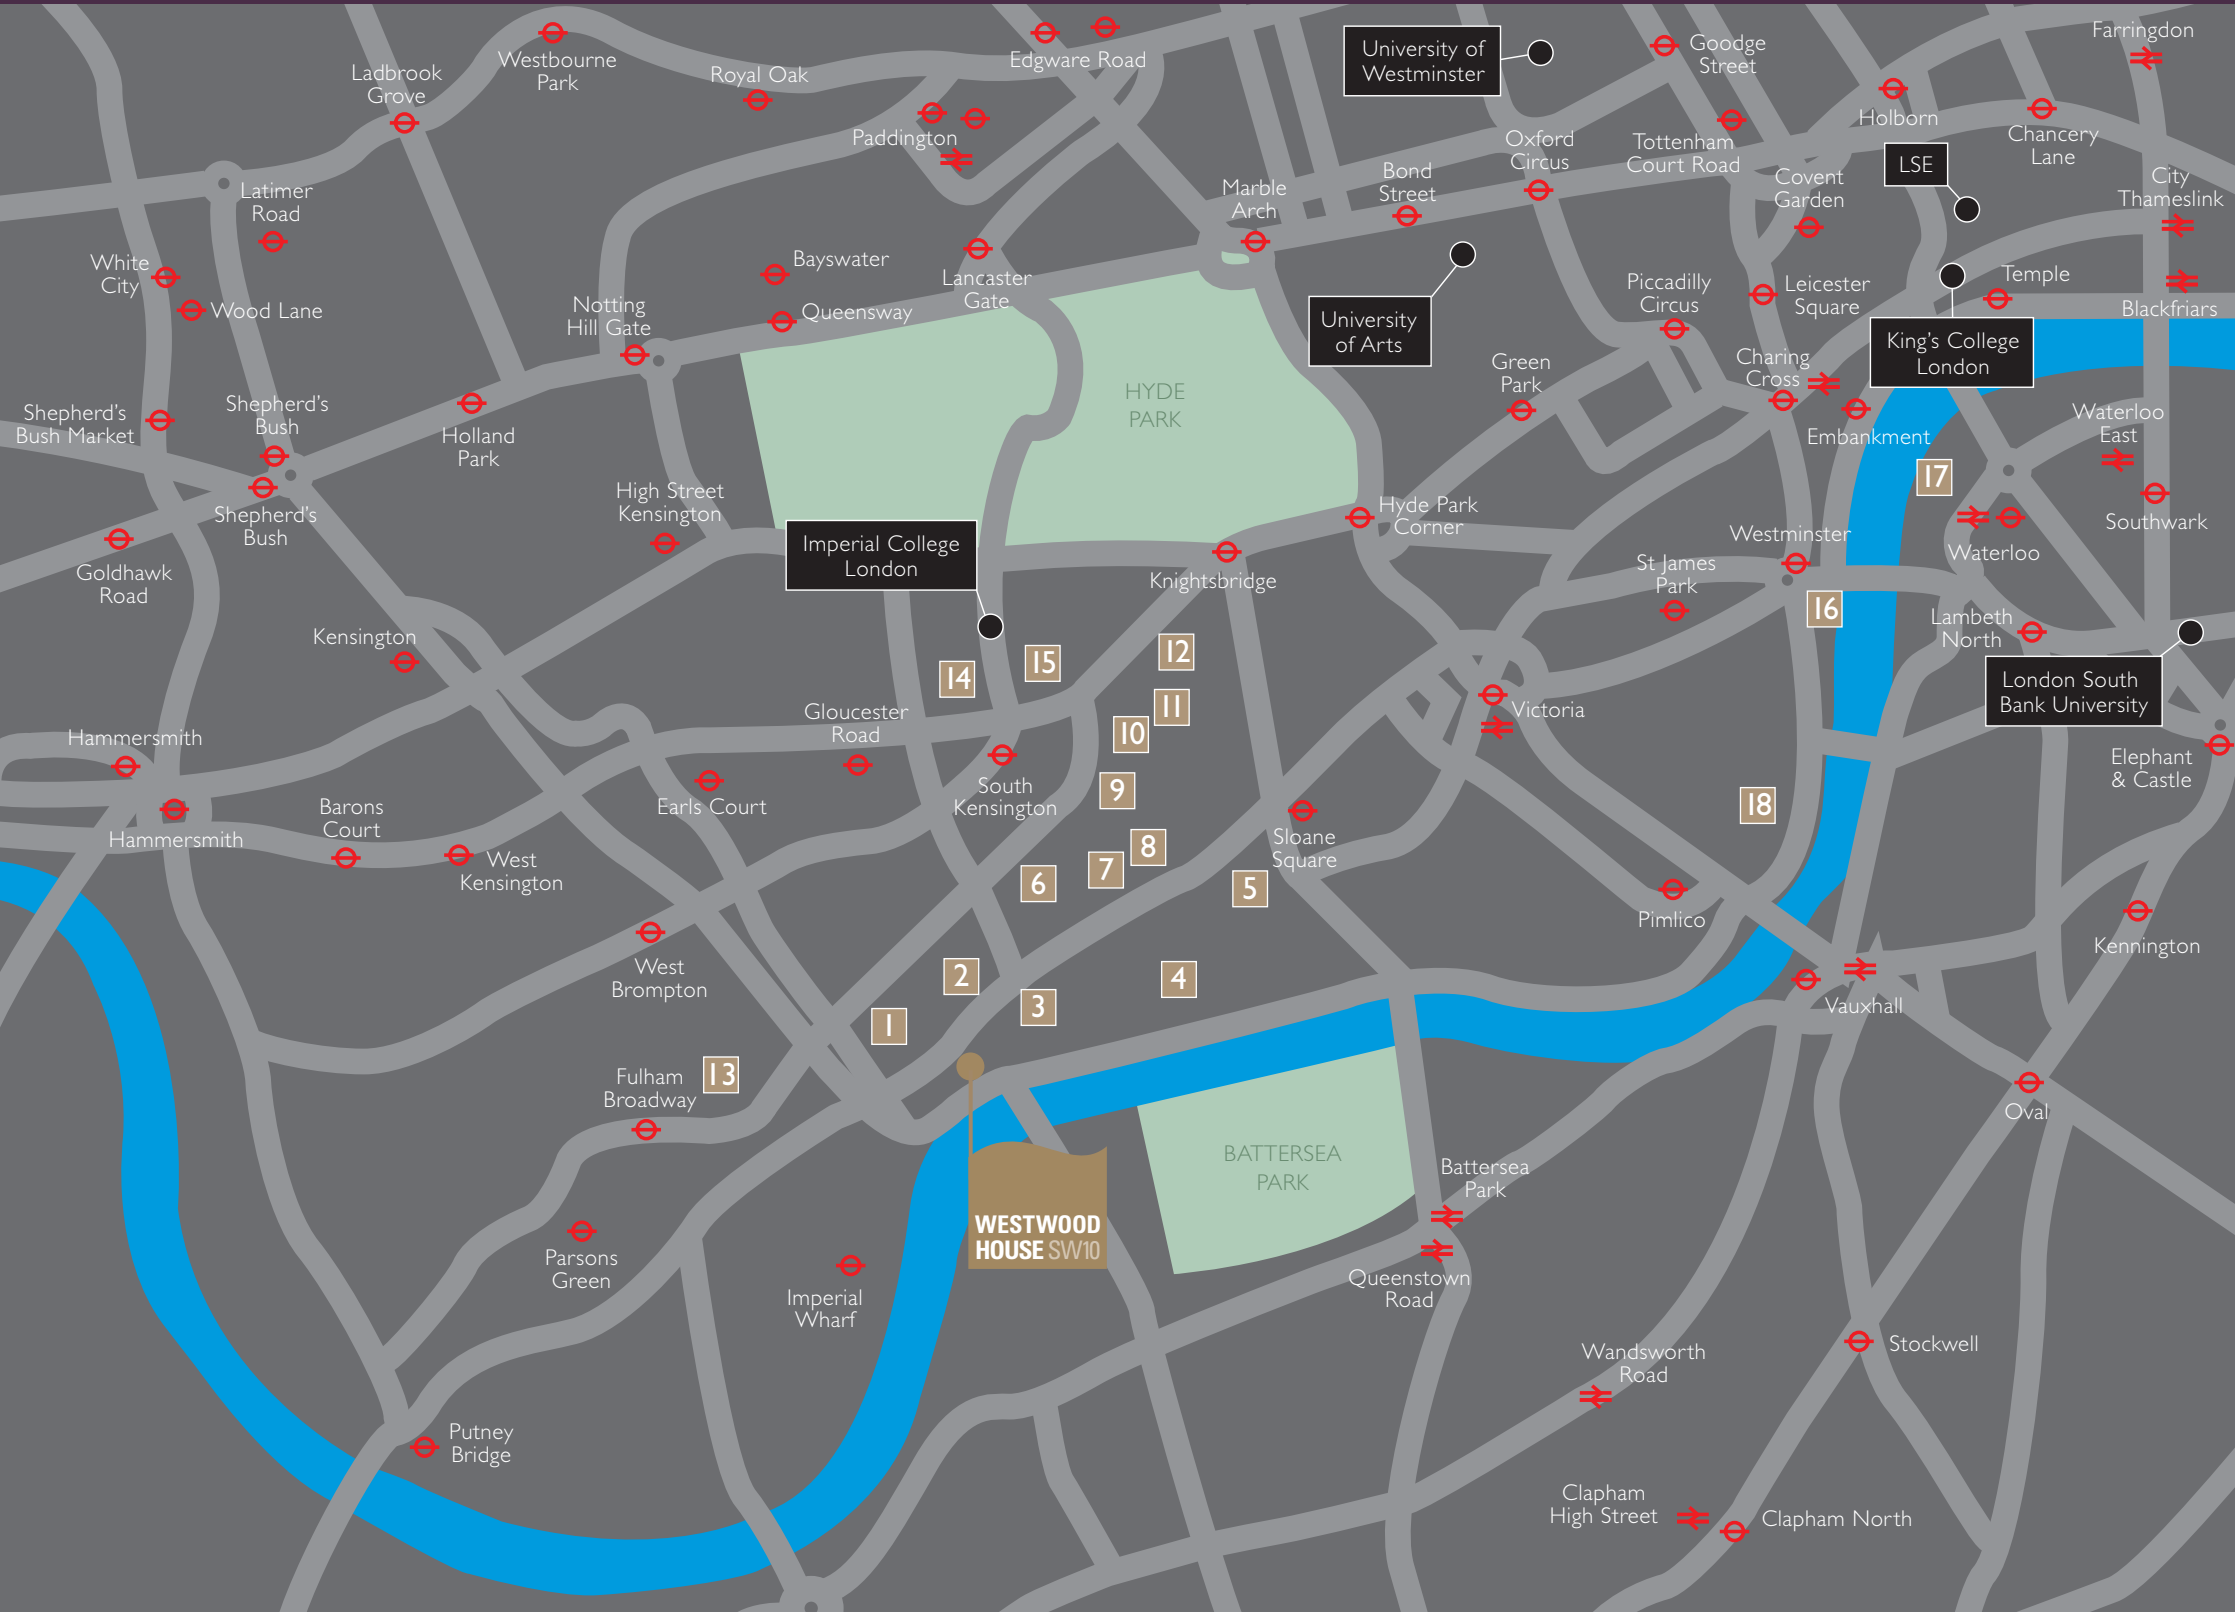 Farringdon
Westbourne
Park
Edgware Road
University of
Westminster
Goodge
Street
Ladbrook
Grove
Royal Oak
Paddington
Holborn
Chancery
Lane
Oxford
Circus
Tottenham
Court Road
LSE
Latimer
Road
Marble
Arch
Bond
Street
Covent
Garden
City
Thameslink
White
City
Bayswater
Lancaster
Gate
Temple
Wood Lane
Notting
Hill Gate
Queensway
University
of Arts
Piccadilly
Circus
Leicester
Square
Blackfriars
King's College
London
Green
Park
Charing
Cross
HYDE
PARK
Shepherd's
Bush Market
Shepherd's
Bush
Holland
Park
Embankment
Waterloo
East
17
High Street
Kensington
Hyde Park
Corner
Shepherd's
Bush
Southwark
Westminster
Waterloo
Goldhawk
Road
Imperial College
London
Knightsbridge
St James
Park
16
Lambeth
North
Kensington
14
15
12
11
London South
Bank University
Hammersmith
Gloucester
Road
10
Victoria
Elephant
& Castle
Barons
Court
Earls Court
South
Kensington
9
18
Hammersmith
West
Kensington
6
7
8
Sloane
Square
5
Pimlico
Kennington
West
Brompton
2
3
4
1
Vauxhall
Fulham
Broadway
13
Oval
BATTERSEA
PARK
Battersea
Park
WESTWOOD
HOUSE SW10
Parsons
Green
Imperial
Wharf
Queenstown
Road
Wandsworth
Road
Stockwell
Putney
Bridge
Clapham
High Street
Clapham North